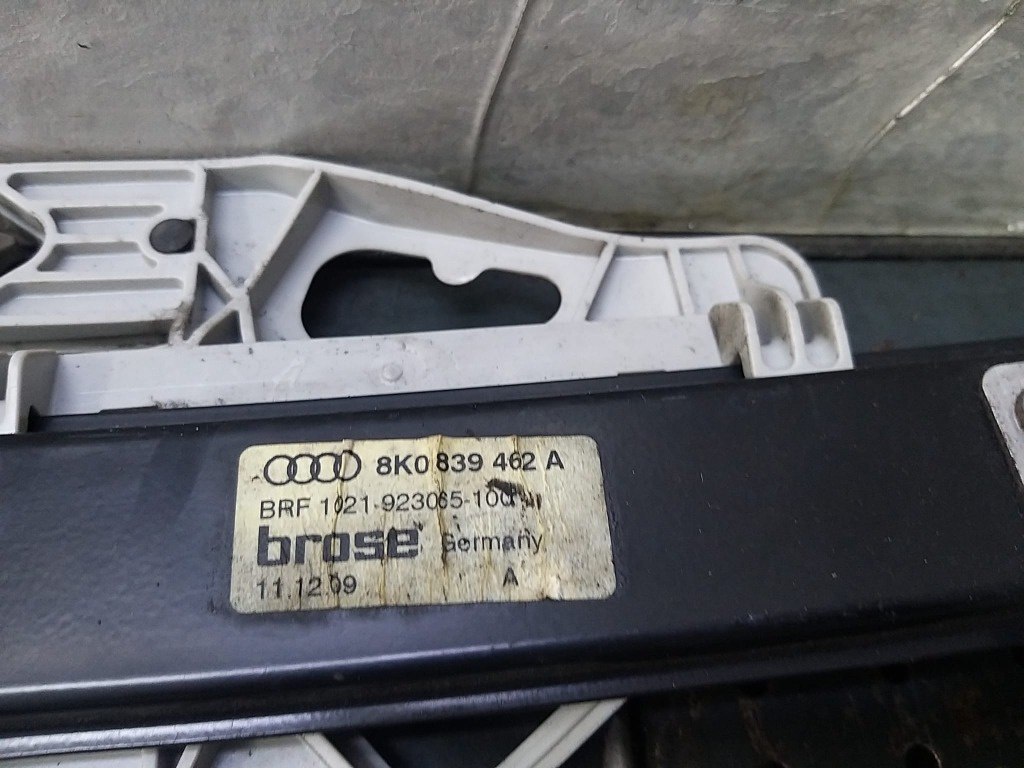 8K0 839 462 A
BRF 1021-923065-100
brose Germany
11.12.09 A